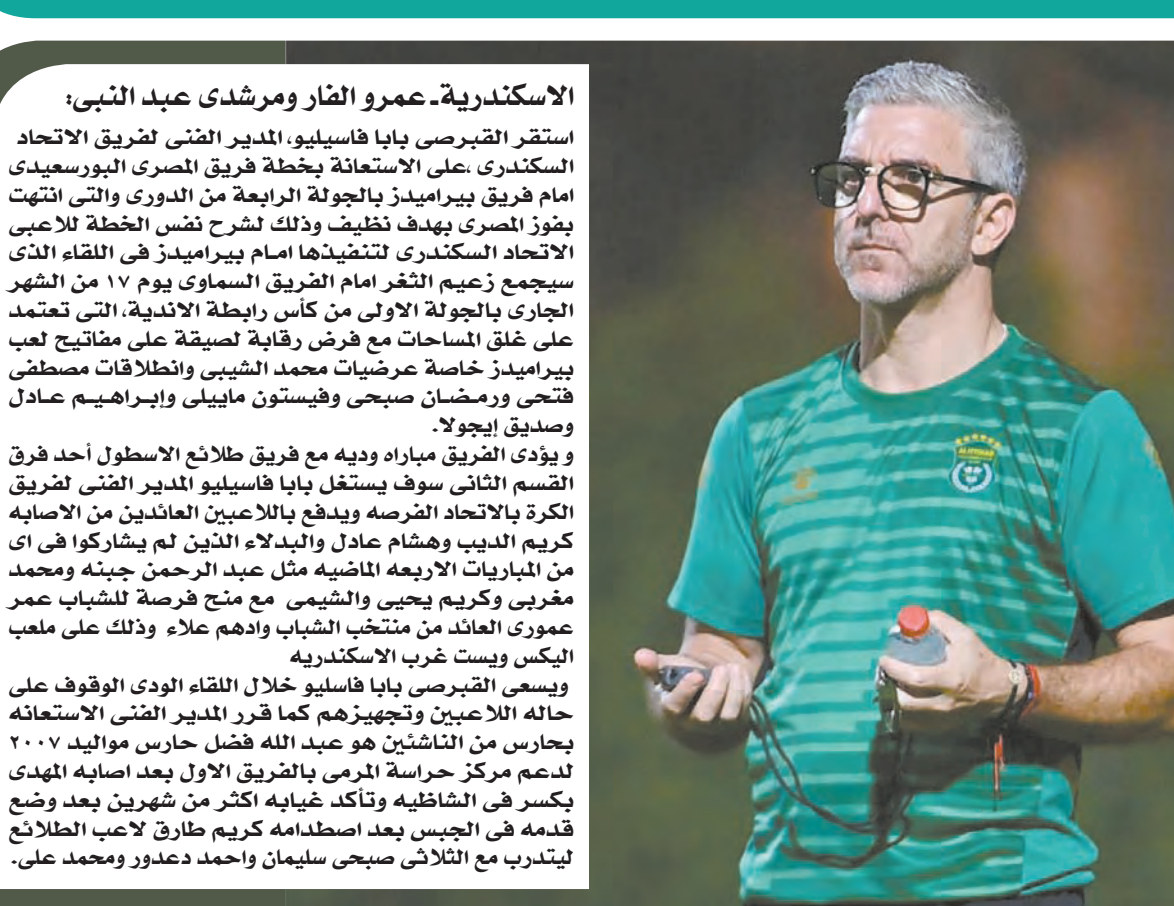 الاسكندرية ـ عمرو الفار ومرشدى عبد النبى:
استقر القبرصى بابا فاسيليو، المدير الفنى لفريق الاتحاد
السكندرى ،على الاستعانة بخطة فريق المصرى البورسعيدى
امام فريق بيراميدز بالجولة الرابعة من الدورى والتى انتهت
بفوز المصرى بهدف نظيف وذلك لشرح نفس الخطة للاعبى
الاتحاد السكندرى لتنفيذها امام بيراميدز فى اللقاء الذى
سيجمع زعيم الثغر امام الفريق السماوى يوم ١٧ من الشهر
الجارى بالجولة الاولى من كأس رابطة الاندية، التى تعتمد
على غلق المساحات مع فرض رقابة لصيقة على مفاتيح لعب
بيراميدز خاصة عرضيات محمد الشيبى وانطلاقات مصطفى
فتحى ورمضان صبحى وفيستون ماييلى وإبراهيم عادل
وصديق إيجولا.
و يؤدى الفريق مباراه وديه مع فريق طلائع الاسطول أحد فرق
القسم الثانى سوف يستغل بابا فاسيليو المدير الفنى لفريق
الكرة بالاتحاد الفرصه ويدفع باللاعبين العائدين من الاصابه
كريم الديب وهشام عادل والبدلاء الذين لم يشاركوا فى اى
من المباريات الاربعه الماضيه مثل عبد الرحمن جبنه ومحمد
مغربى وكريم يحيى والشيمى مع منح فرصة للشباب عمر
عمورى العائد من منتخب الشباب وادهم علاء وذلك على ملعب
اليكس ويست غرب الاسكندريه
ويسعى القبرصى بابا فاسليو خلال اللقاء الودى الوقوف على
حاله اللاعبين وتجهيزهم كما قرر المدير الفنى الاستعانه
بحارس من الناشئين هو عبد الله فضل حارس مواليد ٢٠٠٧
لدعم مركز حراسة المرمى بالفريق الاول بعد اصابه المهدى
بكسر فى الشاظيه وتأكد غيابه اكثر من شهرين بعد وضع
قدمه فى الجبس بعد اصطدامه كريم طارق لاعب الطلائع
ليتدرب مع الثلاثى صبحى سليمان واحمد دعدور ومحمد على.
AL ITTIHAD